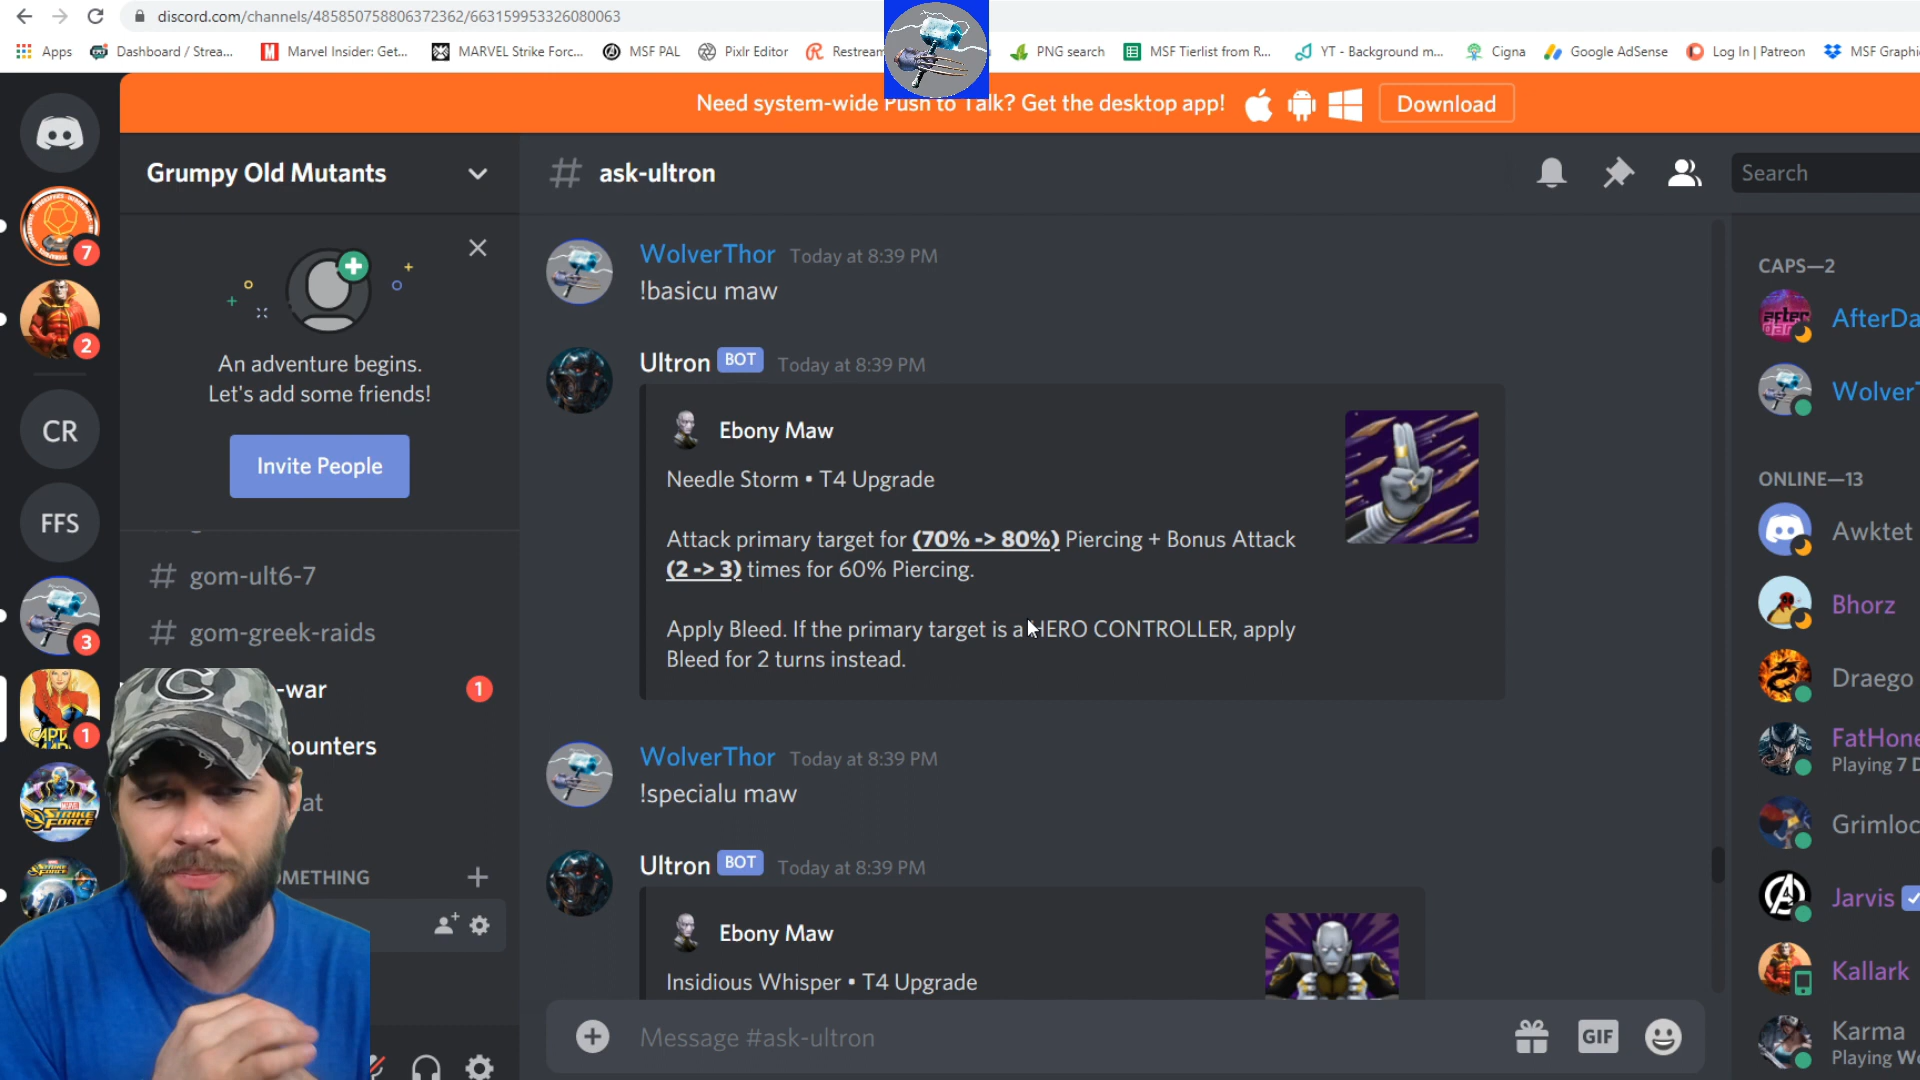 discord.com/channels/485850758806372362/663159953326080063
Apps
Dashboard / Strea...
Marvel Insider: Get...
MARVEL Strike Forc...
MSF PAL
Pixlr Editor
Restream
PNG search
MSF Tierlist from R...
YT - Background m...
Cigna
Google AdSense
Log In | Patreon
MSF Graphi
Need system-wide Push to Talk? Get the desktop app!
Download
Grumpy Old Mutants
ask-ultron
Search
7
2
CR
FFS
3
1
An adventure begins.
Let's add some friends!
Invite People
gom-ult6-7
gom-greek-raids
-war
1
ounters
at
OMETHING
WolverThor Today at 8:39 PM
!basicu maw
Ultron BOT Today at 8:39 PM
Ebony Maw
Needle Storm • T4 Upgrade
Attack primary target for (70% -> 80%) Piercing + Bonus Attack
(2 -> 3) times for 60% Piercing.
Apply Bleed. If the primary target is a HERO CONTROLLER, apply
Bleed for 2 turns instead.
WolverThor Today at 8:39 PM
!specialu maw
Ultron BOT Today at 8:39 PM
Ebony Maw
Insidious Whisper • T4 Upgrade
Message #ask-ultron
GIF
CAPS—2
AfterDa
WolverT
ONLINE—13
Awktet
Bhorz
Draego
FatHone
Playing 7 D
Grimloc
Jarvis
Kallark
Karma
Playing Wo